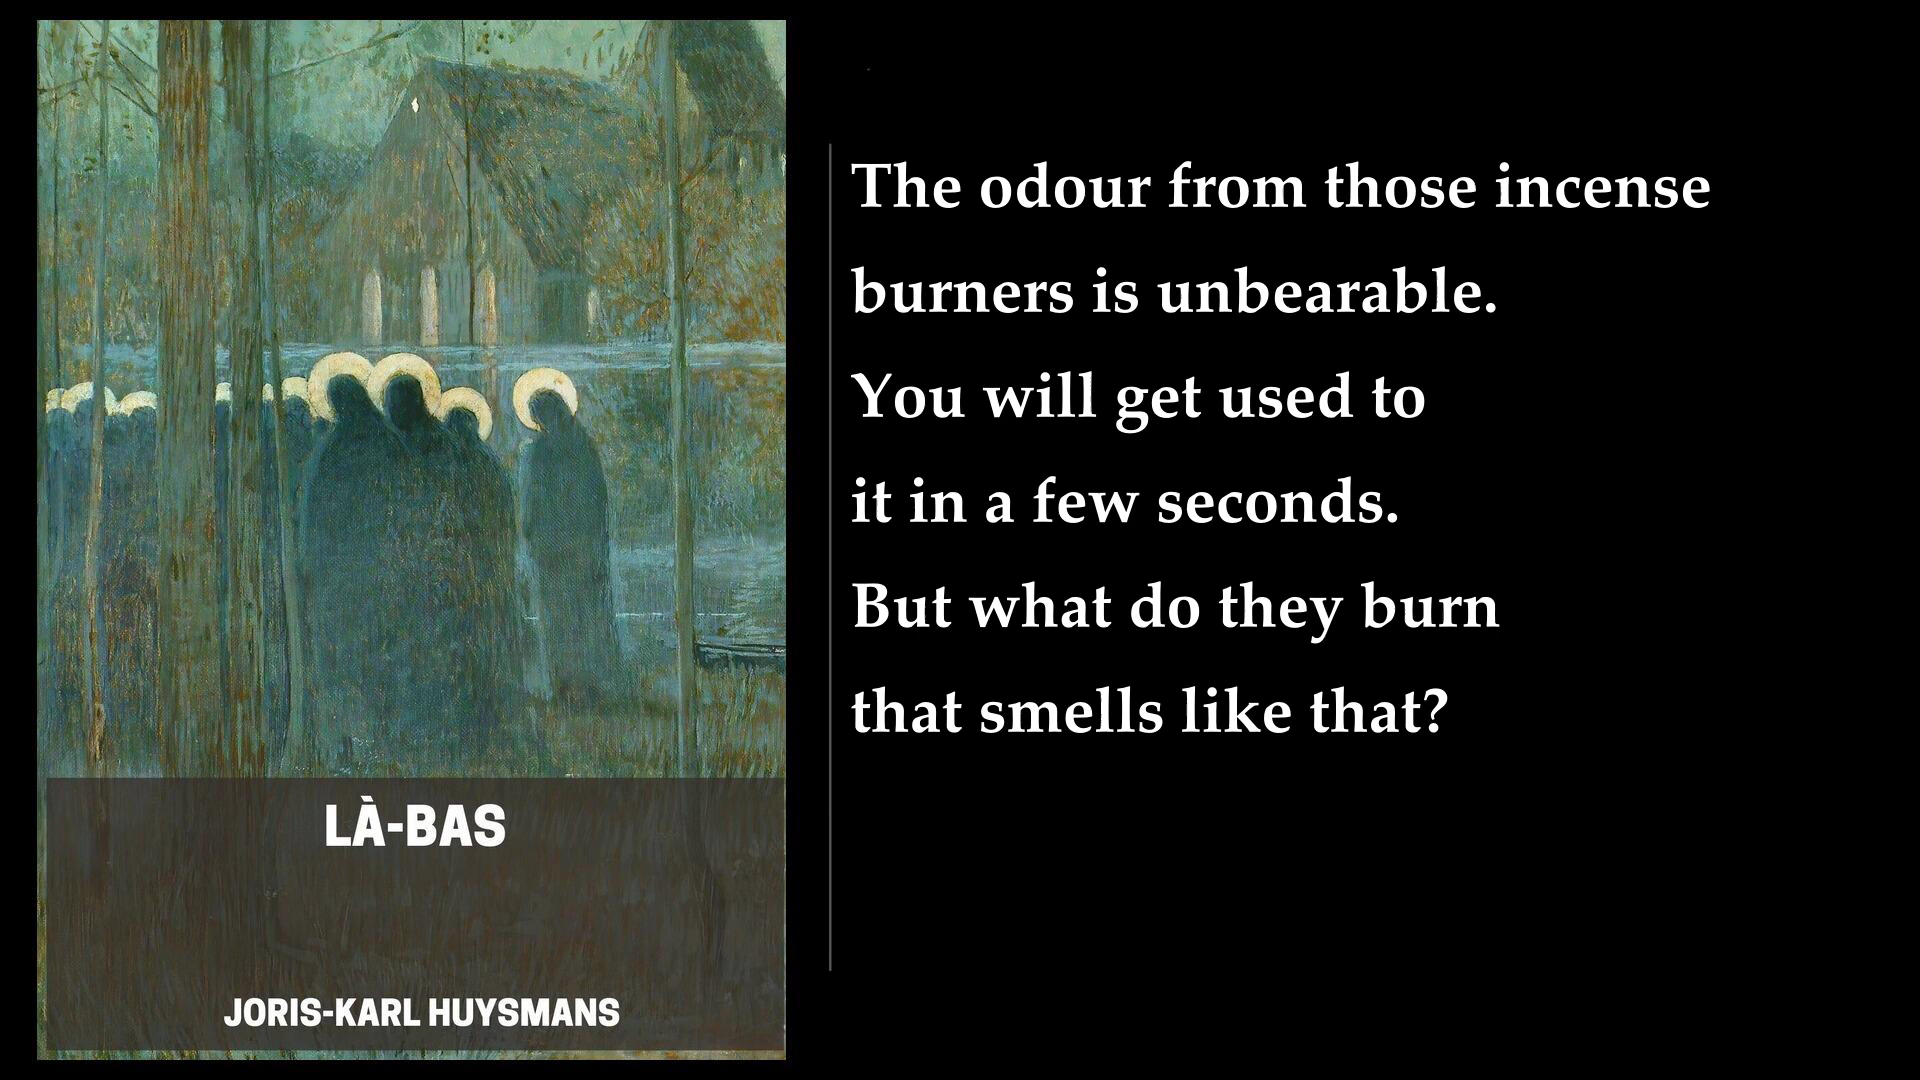 The odour from those incense
burners is unbearable.
You will get used to
it in a few seconds.
But what do they burn
that smells like that?
LÀ-BAS
JORIS-KARL HUYSMANS